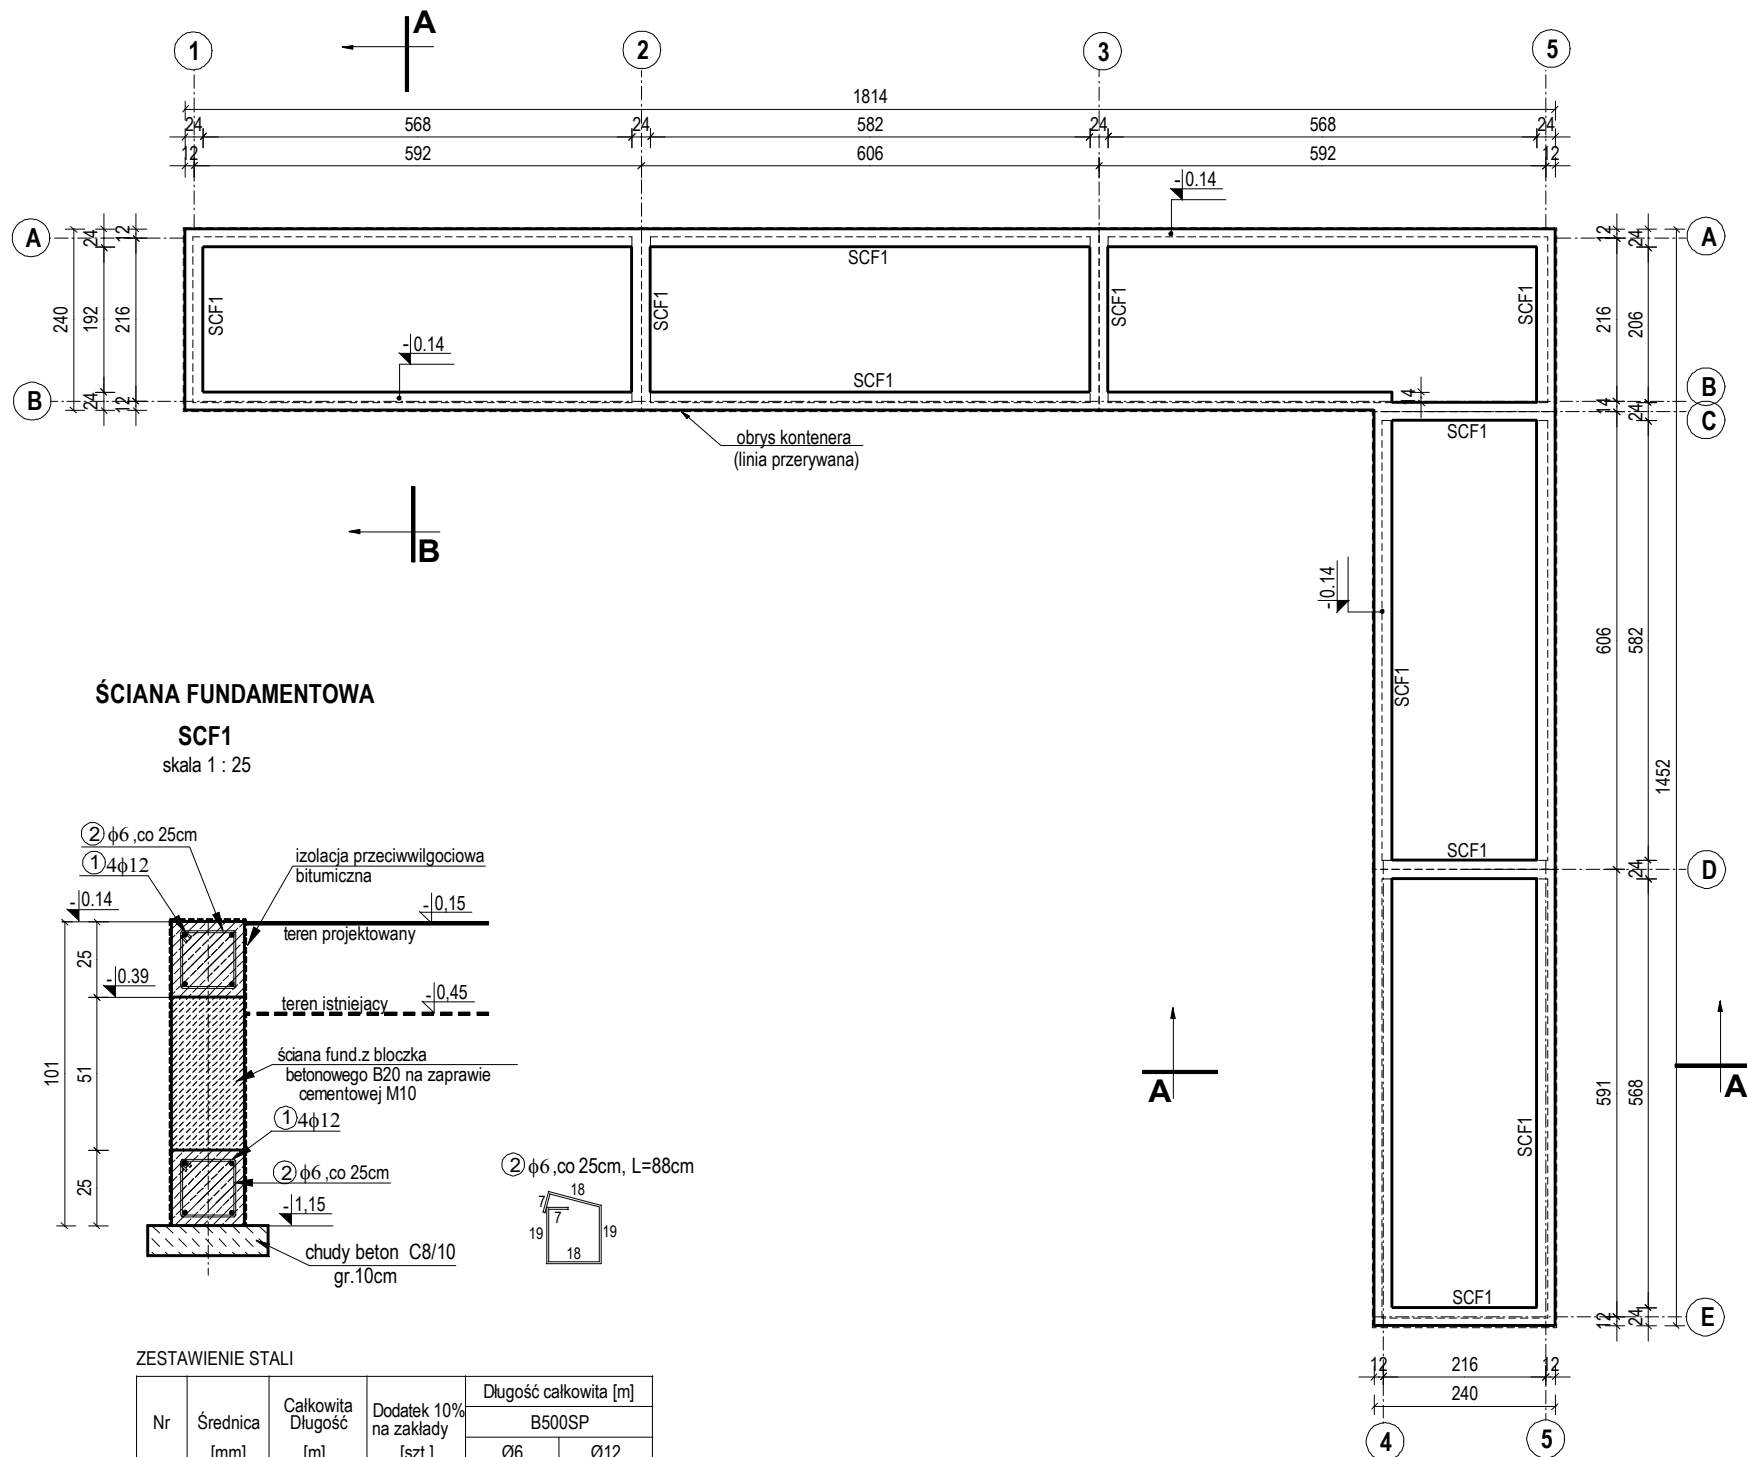 A
1
2
3
5
1814
24
568
24
582
24
568
24
12
592
606
592
12
-0.14
A
240
24
192
24
12
216
12
B
SCF1
SCF1
SCF1
SCF1
SCF1
SCF1
-0.14
4
12
216
14
24
206
24
A
B
C
obrys kontenera
(linia przerywana)
SCF1
B
-0.14
SCF1
606
582
1452
ŚCIANA FUNDAMENTOWA
SCF1
skala 1 : 25
SCF1
24
D
2 ϕ6 ,co 25cm
1 4ϕ12
izolacja przeciwwilgociowa
bitumiczna
-0.14
-0,15
teren projektowany
25
-0.39
teren istniejący
-0,45
101
51
ściana fund.z bloczka
betonowego B20 na zaprawie
cementowej M10
1 4ϕ12
25
2 ϕ6 ,co 25cm
-1,15
chudy beton C8/10
gr.10cm
2 ϕ6 ,co 25cm, L=88cm
18
7
7
19
19
18
A
A
591
568
SCF1
SCF1
12
24
E
12
216
12
240
4
5
ZESTAWIENIE STALI
Nr
Średnica
[mm]
Całkowita
Długość
[m]
Dodatek 10%
na zakłady
[szt.]
Długość całkowita [m]
B500SP
Ø6
Ø12